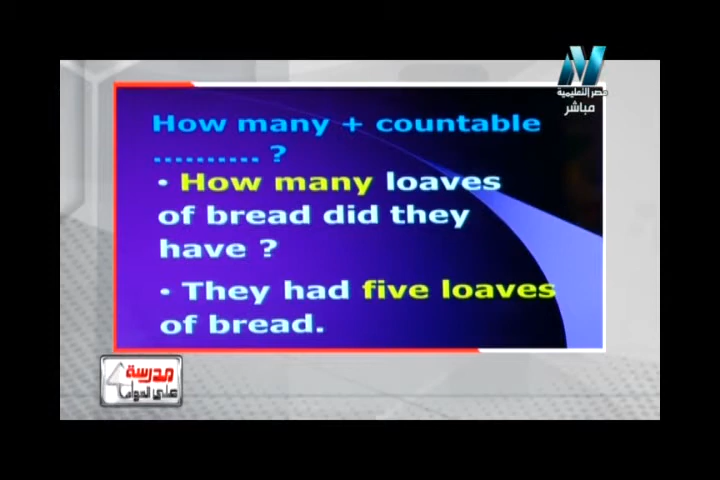 مصر التعليمية
مباشر
How many + countable
.......... ?
• How many loaves
of bread did they
have ?
• They had five loaves
of bread.
مدرسة
على الهواء